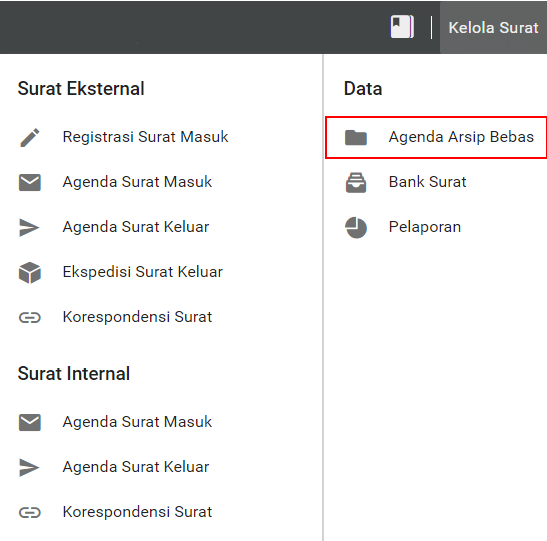 Kelola Surat
Surat Eksternal
Registrasi Surat Masuk
Agenda Surat Masuk
Agenda Surat Keluar
Ekspedisi Surat Keluar
Korespondensi Surat
Surat Internal
Agenda Surat Masuk
Agenda Surat Keluar
Korespondensi Surat
Data
Agenda Arsip Bebas
Bank Surat
Pelaporan